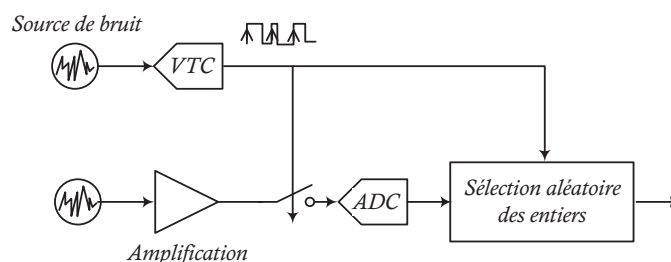 Source de bruit
VTC
ADC
Sélection aléatoire
des entiers
Amplification